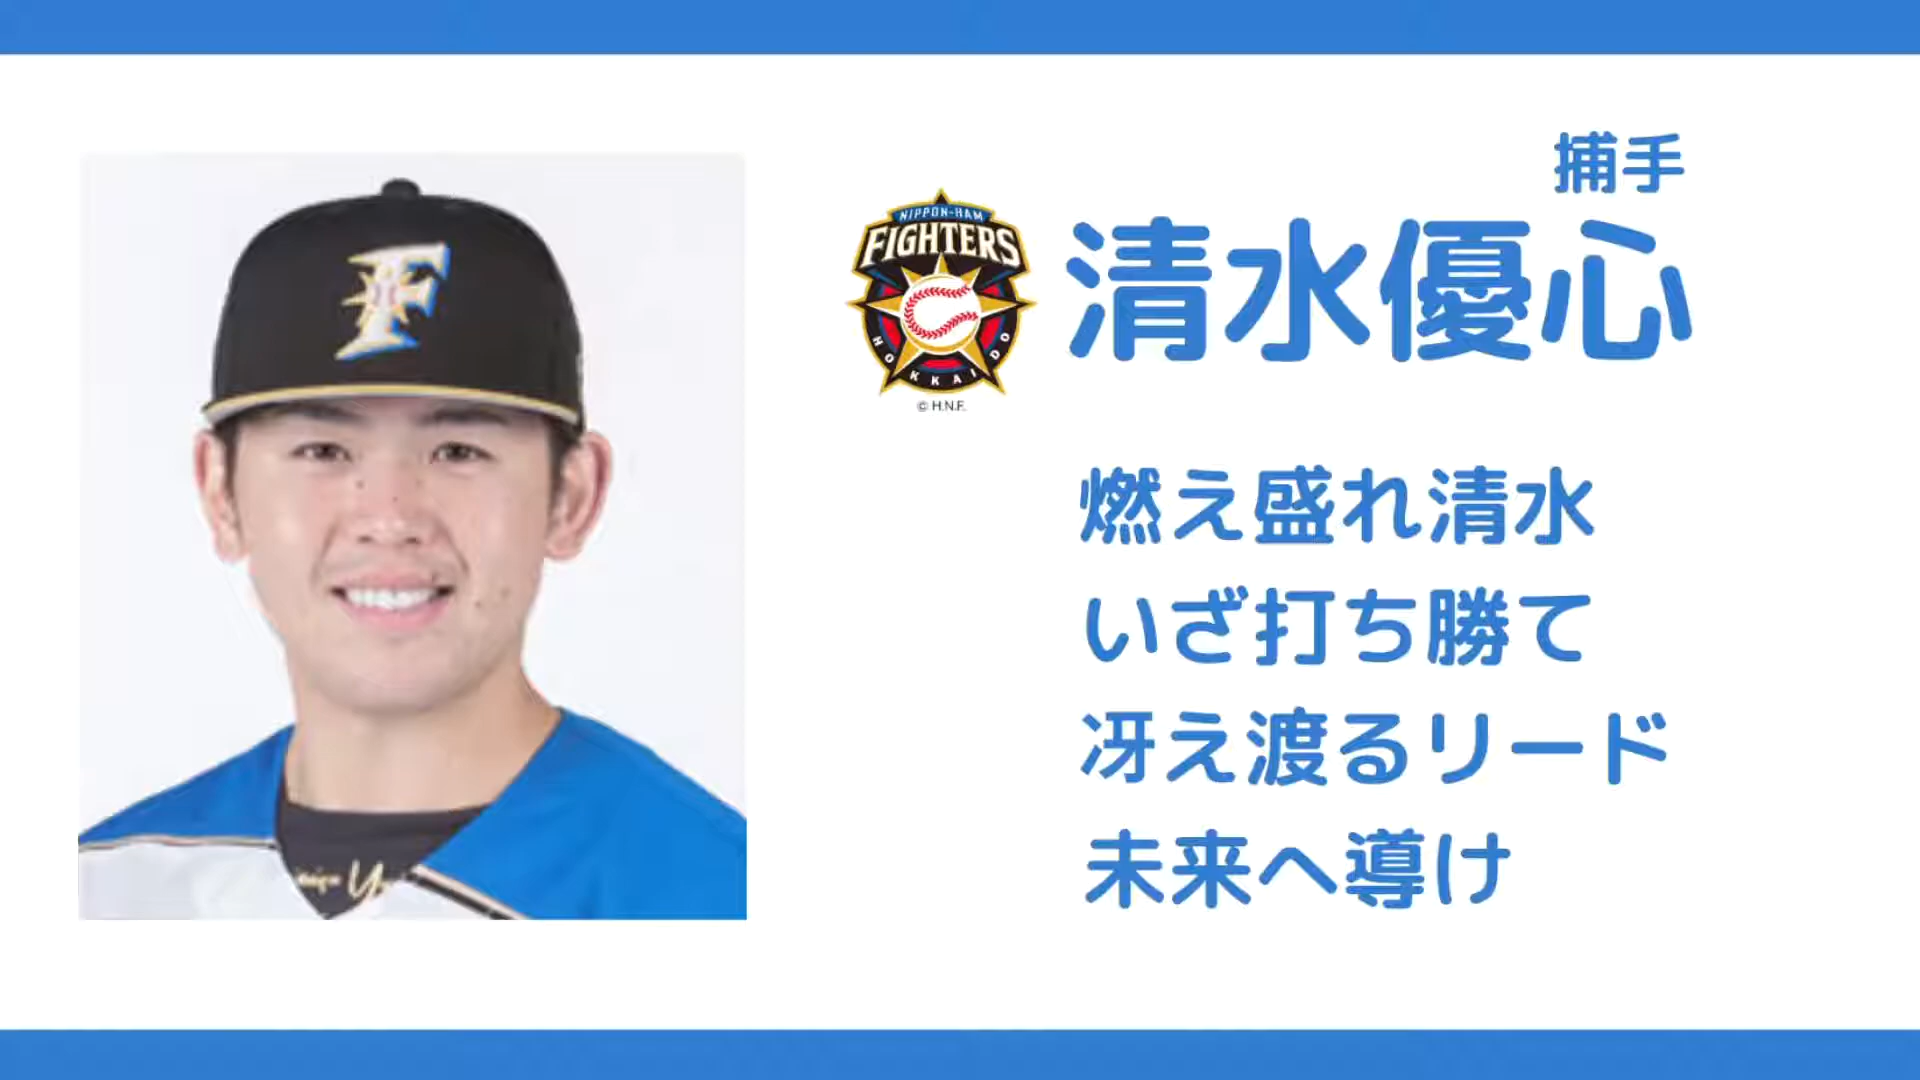 捕手
NIPPON-HAM
FIGHTERS
HOKKAIDO
© H.N.F.
清水優心
燃え盛れ清水
いざ打ち勝て
冴え渡るリード
未来へ導け
F